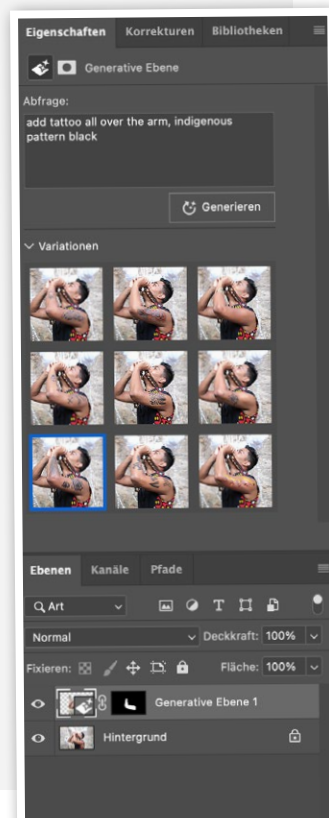 Eigenschaften Korrekturen Bibliotheken
Generative Ebene
Abfrage:
add tattoo all over the arm, indigenous
pattern black
Generieren
Variationen
Ebenen Kanäle Pfade
Art
Normal Deckkraft: 100%
Fixieren: Fläche: 100%
Generative Ebene 1
Hintergrund